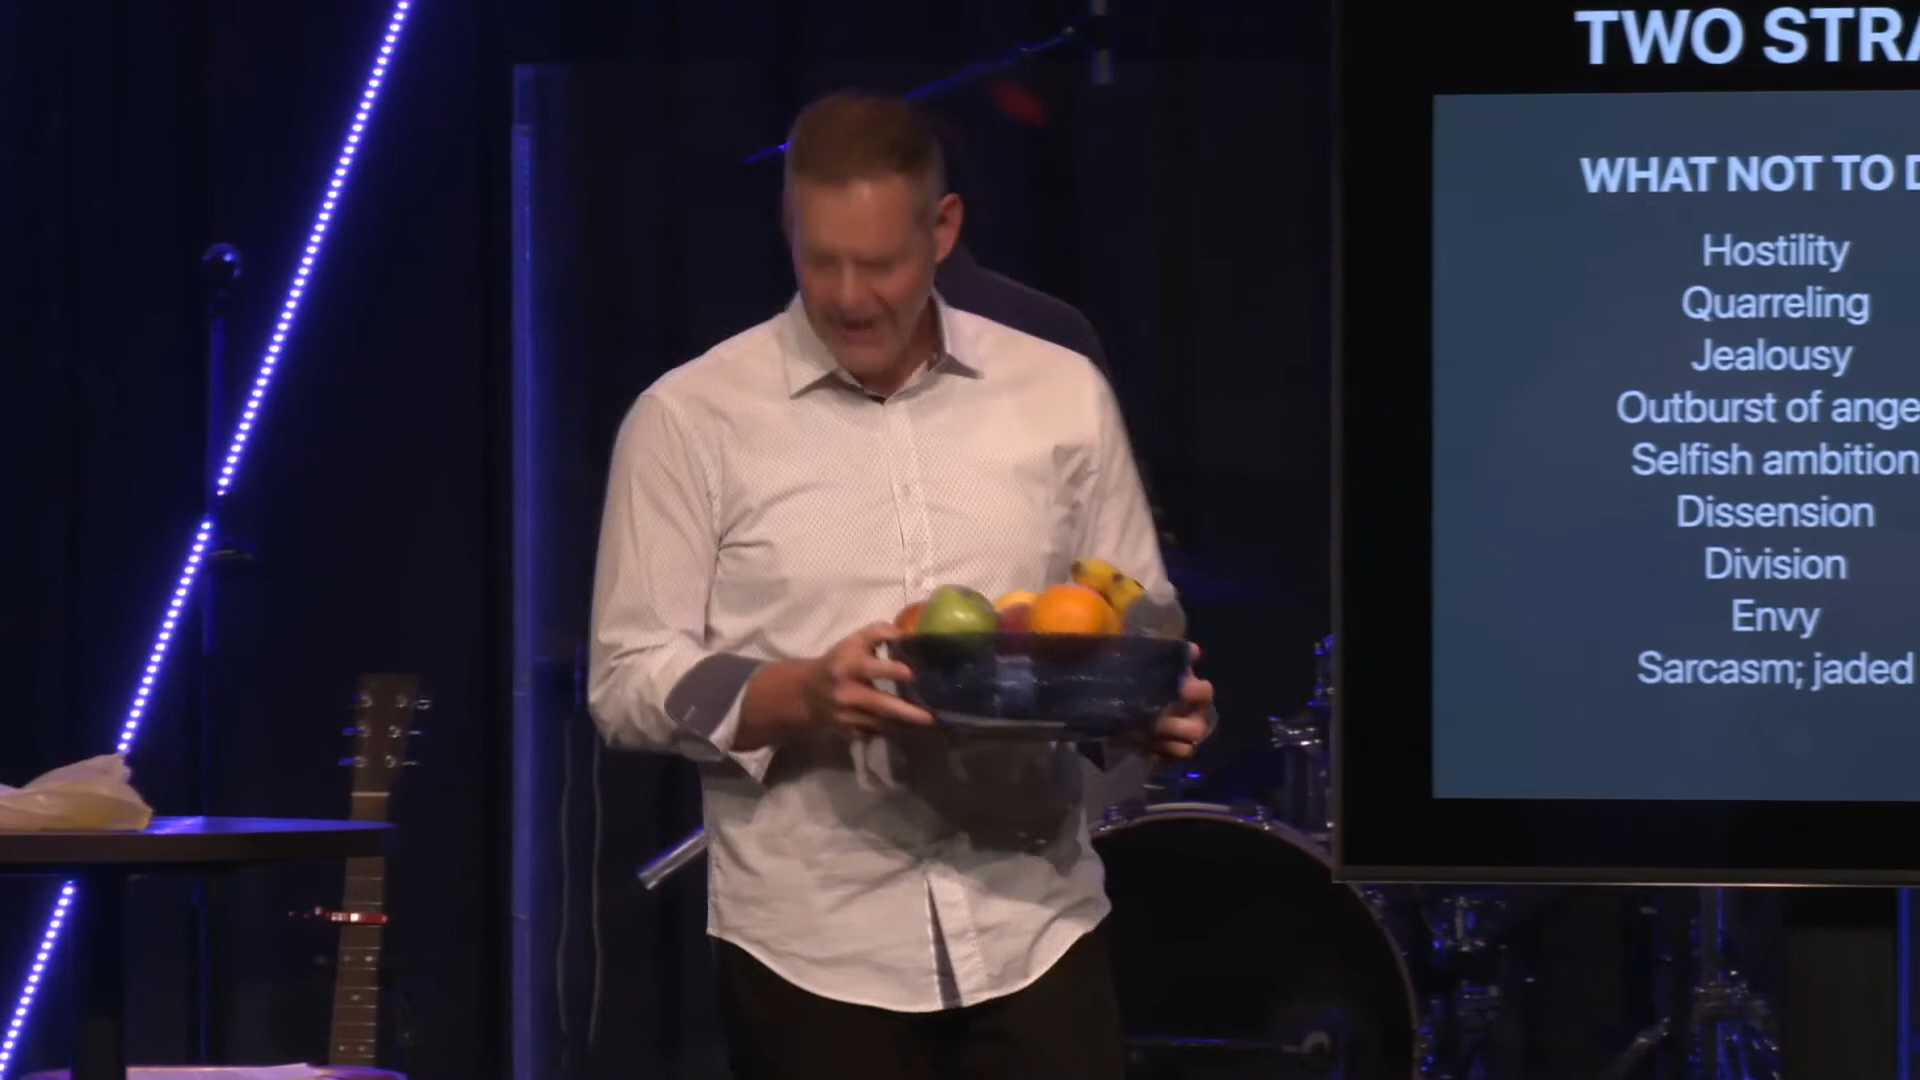 TWO STRA
WHAT NOT TO D
Hostility
Quarreling
Jealousy
Outburst of ange
Selfish ambition
Dissension
Division
Envy
Sarcasm; jaded